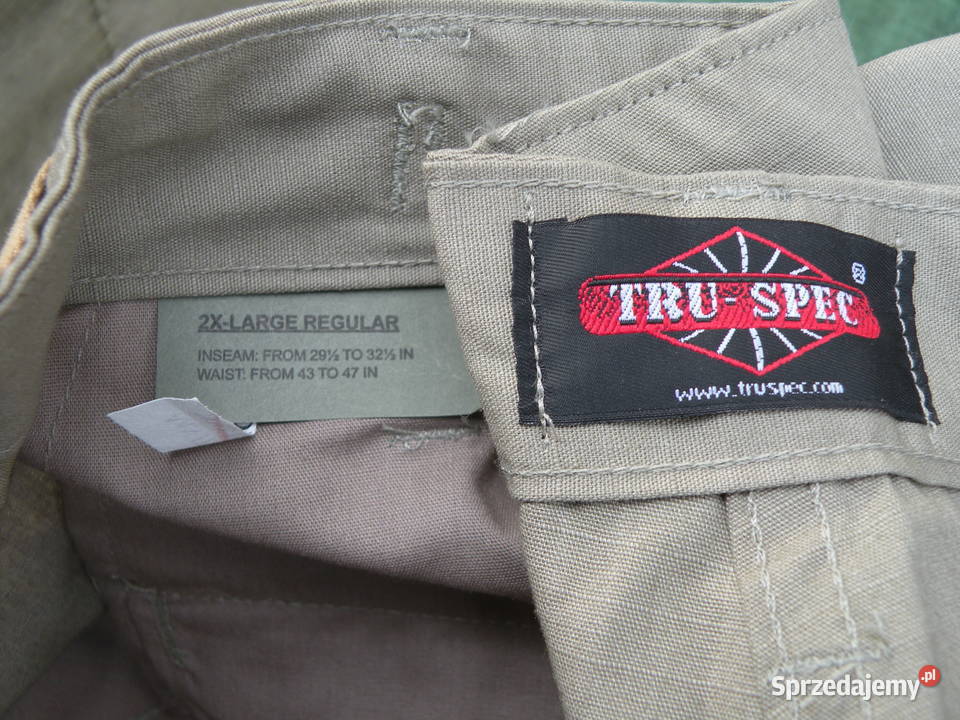 2X-LARGE REGULAR
INSEAM: FROM 29½ TO 32½ IN
WAIST: FROM 43 TO 47 IN
TRU-SPEC®
www.truspec.com
Sprzedajemy.pl